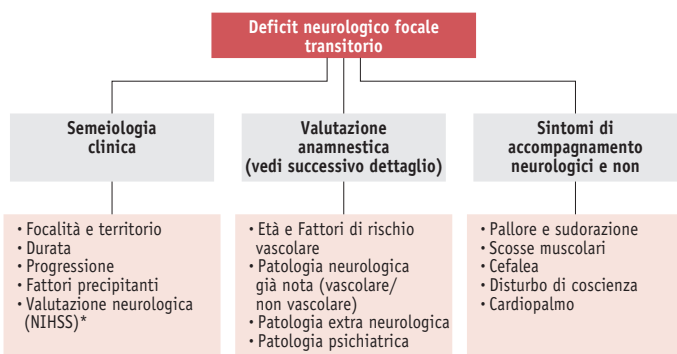 Deficit neurologico focale
transitorio
Semeiologia
clinica
Valutazione
anamnestica
(vedi successivo dettaglio)
Sintomi di
accompagnamento
neurologici e non
• Focalità e territorio
• Durata
• Progressione
• Fattori precipitanti
• Valutazione neurologica
(NIHSS)*
• Età e Fattori di rischio
vascolare
• Patologia neurologica
già nota (vascolare/
non vascolare)
• Patologia extra neurologica
• Patologia psichiatrica
• Pallore e sudorazione
• Scosse muscolari
• Cefalea
• Disturbo di coscienza
• Cardiopalmo